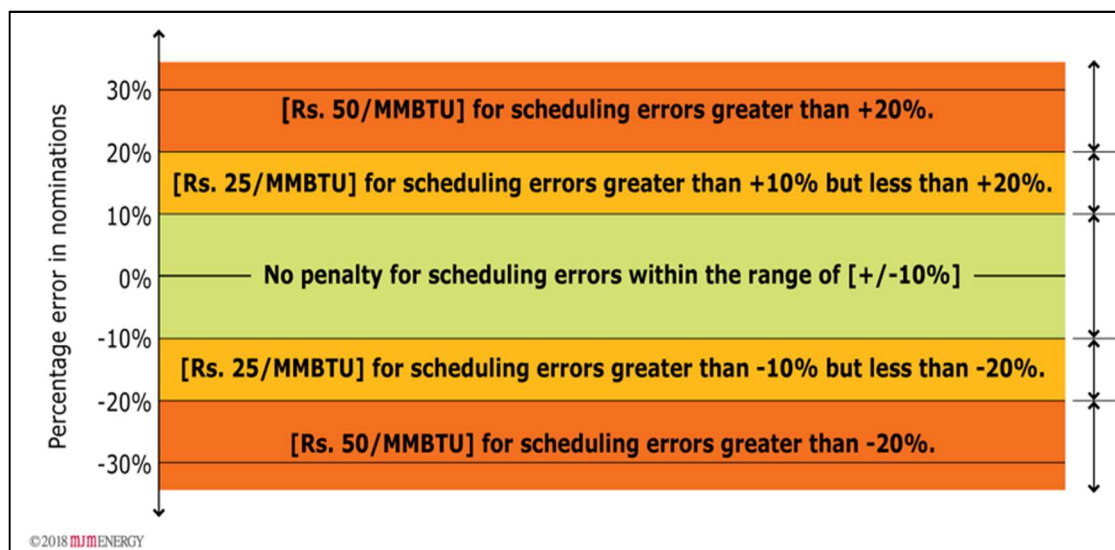 Percentage error in nominations
30%
[Rs. 50/MMBTU] for scheduling errors greater than +20%.
20%
[Rs. 25/MMBTU] for scheduling errors greater than +10% but less than +20%.
10%
0%
No penalty for scheduling errors within the range of [+/-10%]
-10%
[Rs. 25/MMBTU] for scheduling errors greater than -10% but less than -20%.
-20%
[Rs. 50/MMBTU] for scheduling errors greater than -20%.
-30%
©2018 MJMENERGY